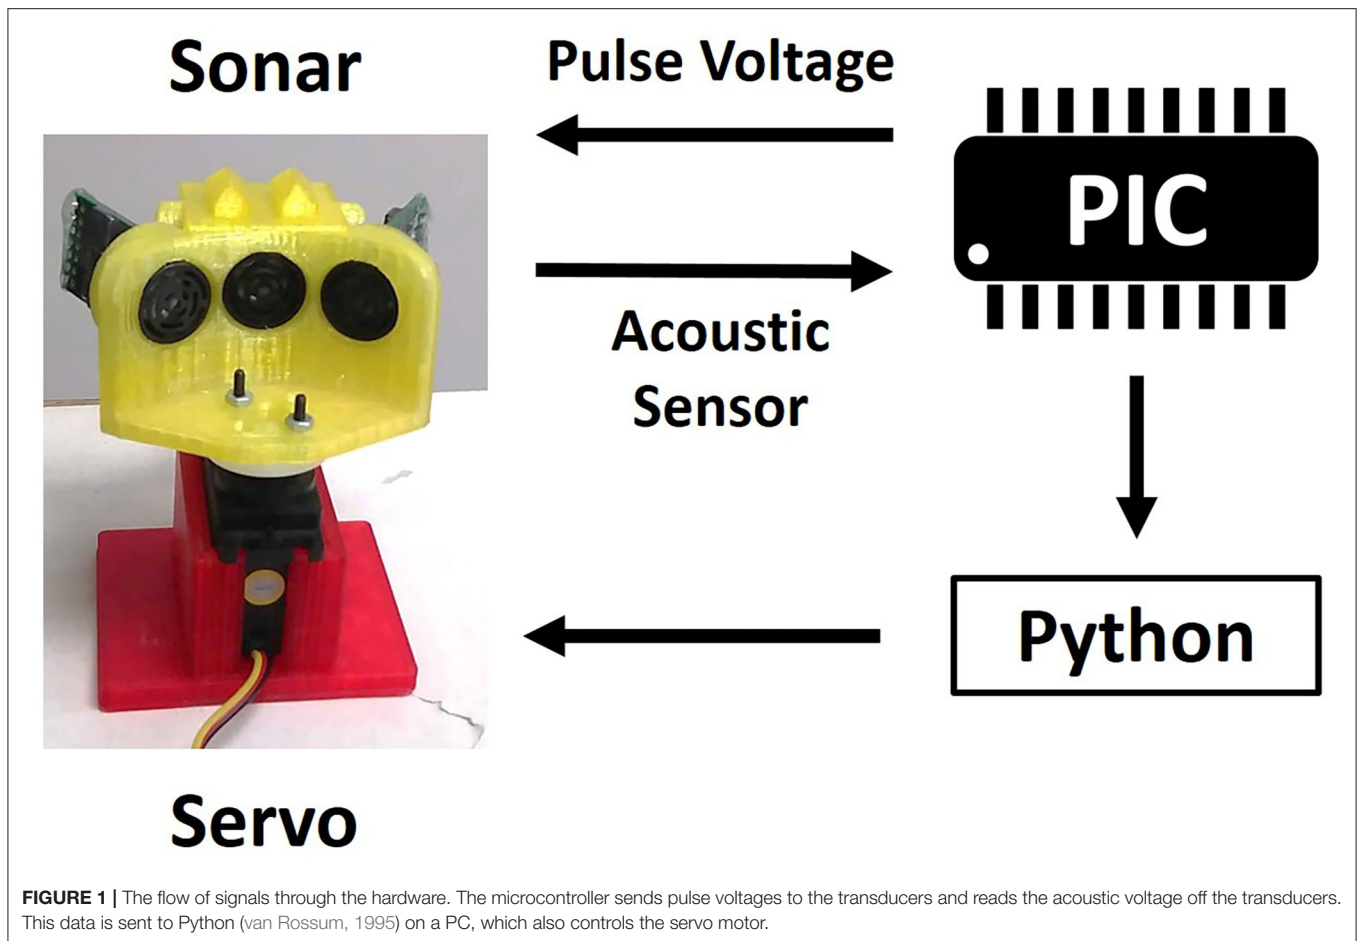 Sonar
Pulse Voltage
PIC
Acoustic
Sensor
Python
Servo
FIGURE 1 | The flow of signals through the hardware. The microcontroller sends pulse voltages to the transducers and reads the acoustic voltage off the transducers.
This data is sent to Python (van Rossum, 1995) on a PC, which also controls the servo motor.